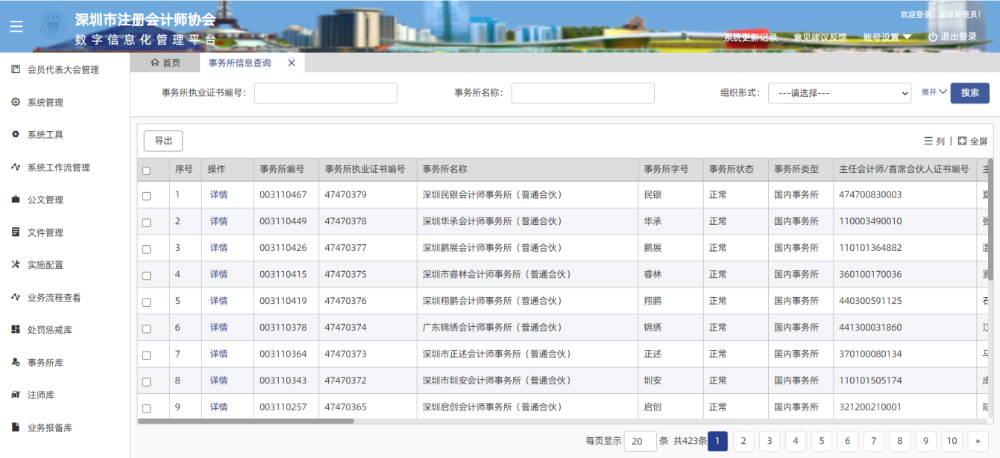 深圳市注册会计师协会
数字信息化管理平台
欢迎登录，超级管理员！
系统更新记录 意见建议反馈 账号设置 退出登录
会员代表大会管理
系统管理
系统工具
系统工作流管理
公文管理
文件管理
实施配置
业务流程查看
处罚惩戒库
事务所库
注师库
业务报备库
首页 事务所信息查询
事务所执业证书编号： 事务所名称： 组织形式： ---请选择--- 展开 搜索
导出 列 | 全屏
序号 操作 事务所编号 事务所执业证书编号 事务所名称 事务所字号 事务所状态 事务所类型 主任会计师/首席合伙人证书编号 主
1 详情 003110467 47470379 深圳民银会计师事务所（普通合伙） 民银 正常 国内事务所 474700830003
2 详情 003110449 47470378 深圳华承会计师事务所（普通合伙） 华承 正常 国内事务所 110003490010
3 详情 003110426 47470377 深圳鹏展会计师事务所（普通合伙） 鹏展 正常 国内事务所 110101364882
4 详情 003110415 47470375 深圳市睿林会计师事务所（普通合伙） 睿林 正常 国内事务所 360100170036
5 详情 003110419 47470376 深圳翔鹏会计师事务所（普通合伙） 翔鹏 正常 国内事务所 440300591125
6 详情 003110378 47470374 广东锦绣会计师事务所（普通合伙） 锦绣 正常 国内事务所 441300031860
7 详情 003110364 47470373 深圳市正述会计师事务所（普通合伙） 正述 正常 国内事务所 370100080134
8 详情 003110343 47470372 深圳市圳安会计师事务所（普通合伙） 圳安 正常 国内事务所 110101505174
9 详情 003110257 47470365 深圳启创会计师事务所（普通合伙） 启创 正常 国内事务所 321200210001
每页显示 20 条 共423条 1 2 3 4 5 6 7 8 9 10 »